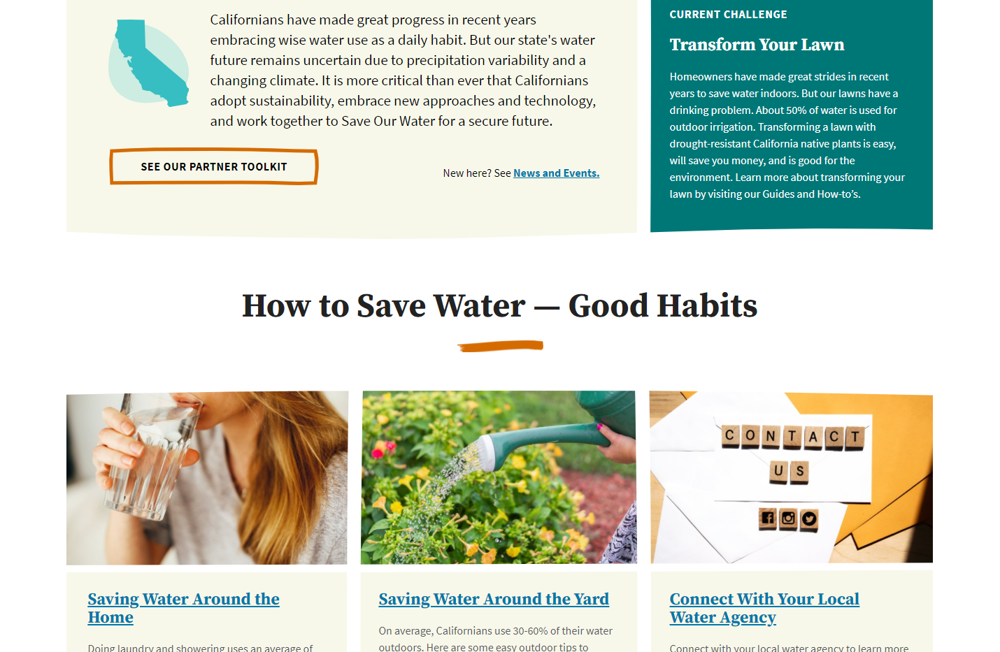 Californians have made great progress in recent years
embracing wise water use as a daily habit. But our state's water
future remains uncertain due to precipitation variability and a
changing climate. It is more critical than ever that Californians
adopt sustainability, embrace new approaches and technology,
and work together to Save Our Water for a secure future.
SEE OUR PARTNER TOOLKIT
New here? See News and Events.
CURRENT CHALLENGE
Transform Your Lawn
Homeowners have made great strides in recent
years to save water indoors. But our lawns have a
drinking problem. About 50% of water is used for
outdoor irrigation. Transforming a lawn with
drought-resistant California native plants is easy,
will save you money, and is good for the
environment. Learn more about transforming your
lawn by visiting our Guides and How-to’s.
How to Save Water — Good Habits
CONTACT
US
Saving Water Around the
Home
Doing laundry and showering uses an average of
Saving Water Around the Yard
On average, Californians use 30-60% of their water
outdoors. Here are some easy outdoor tips to
Connect With Your Local
Water Agency
Connect with your local water agency to learn more